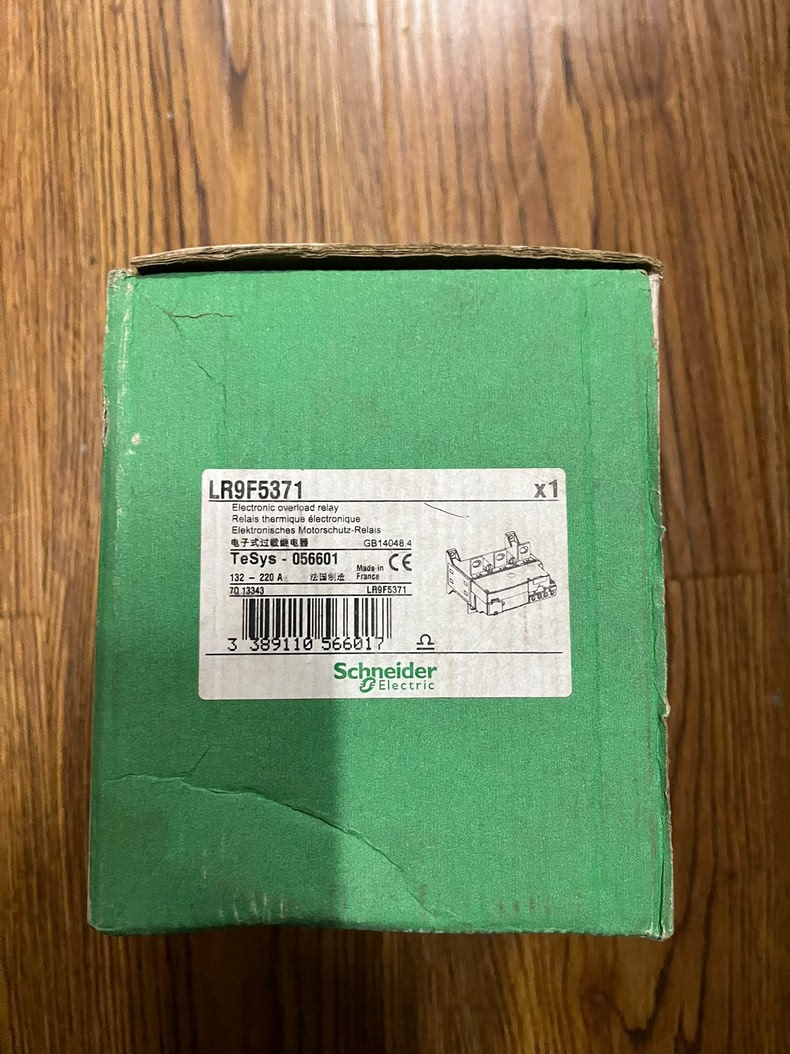 LR9F5371 x1
Electronic overload relay
Relais thermique électronique
Elektronisches Motorschutz-Relais
电子式过载继电器 GB14048.4
TeSys - 056601 CE
132 – 220 A 法国制造 Made in France
7Q 13343 LR9F5371
3 389110 566017
Schneider
Electric